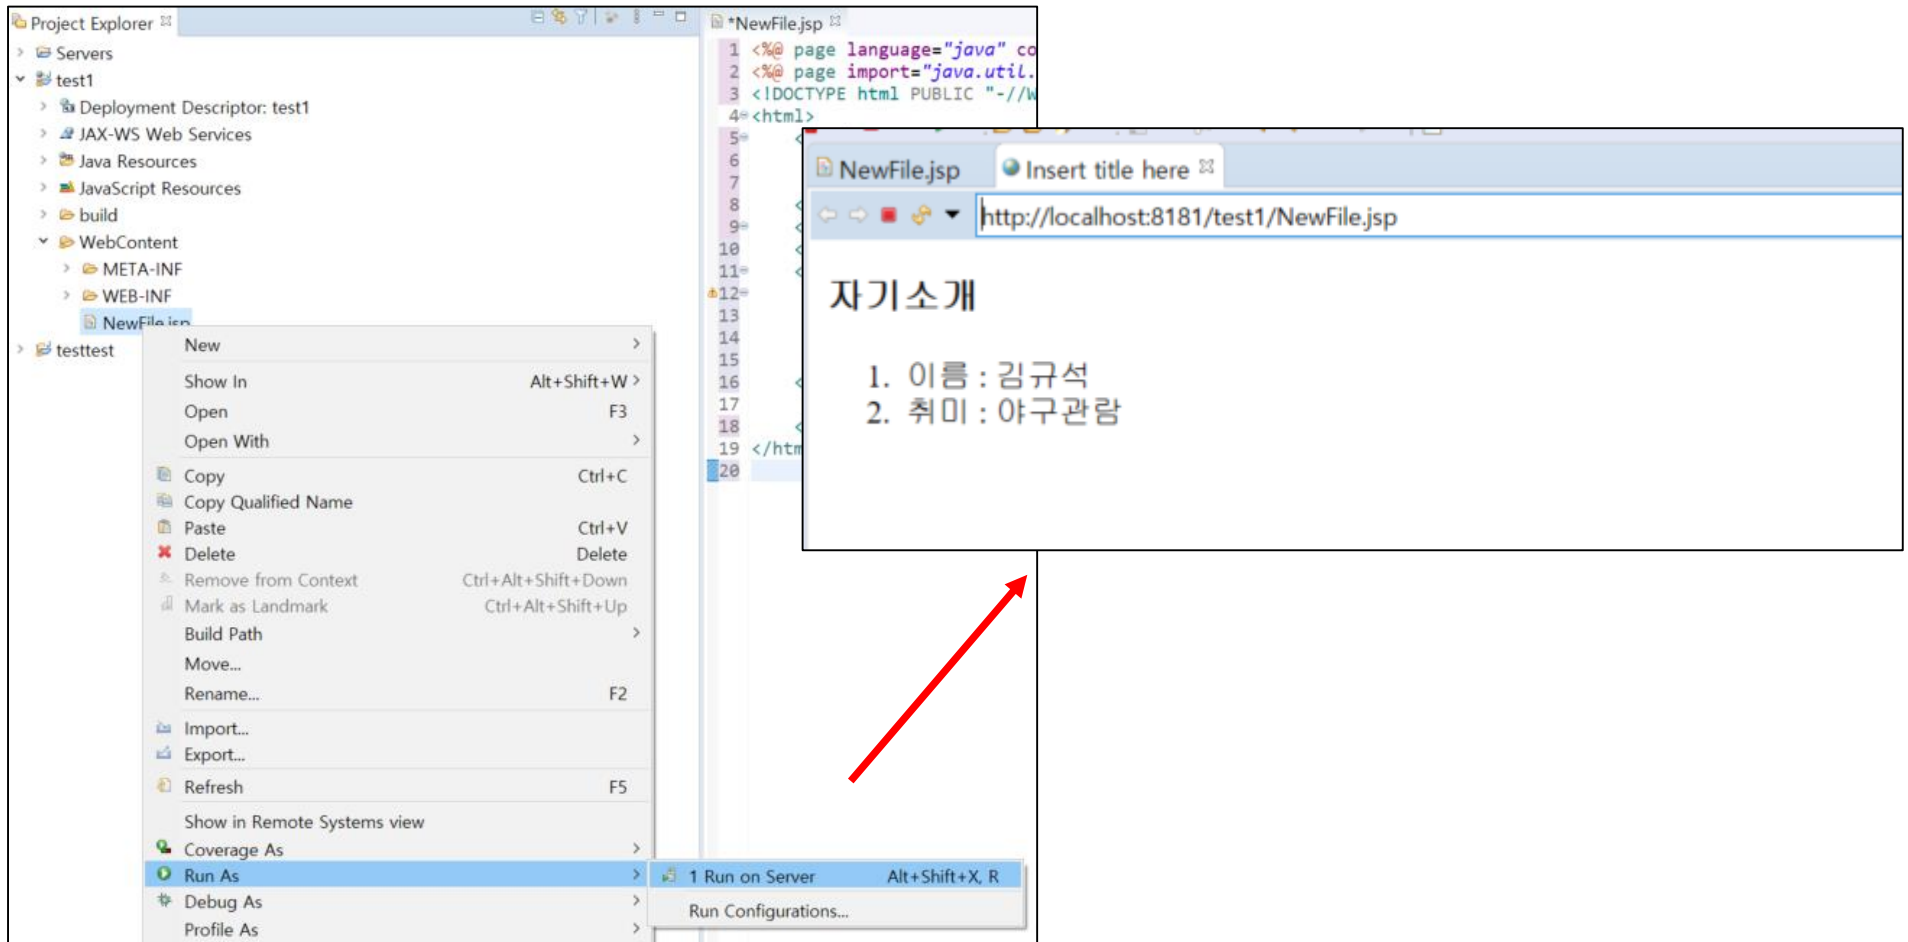 Project Explorer
Servers
test1
Deployment Descriptor: test1
JAX-WS Web Services
Java Resources
JavaScript Resources
build
WebContent
META-INF
WEB-INF
NewFile.jsp
testtest
New
Show In Alt+Shift+W >
Open F3
Open With
Copy Ctrl+C
Copy Qualified Name
Paste Ctrl+V
Delete Delete
Remove from Context Ctrl+Alt+Shift+Down
Mark as Landmark Ctrl+Alt+Shift+Up
Build Path
Move...
Rename... F2
Import...
Export...
Refresh F5
Show in Remote Systems view
Coverage As
Run As
Debug As
Profile As
1 Run on Server Alt+Shift+X, R
Run Configurations...
*NewFile.jsp
1 <%@ page language="java" co
2 <%@ page import="java.util.
3 <!DOCTYPE html PUBLIC "-//W
4 <html>
5 <
6
7
8 <
9 <
10 <
11 <
12
13
14
15
16 <
17
18 <
19 </htm
20
NewFile.jsp Insert title here
http://localhost:8181/test1/NewFile.jsp
자기소개
1. 이름 : 김규석
2. 취미 : 야구관람